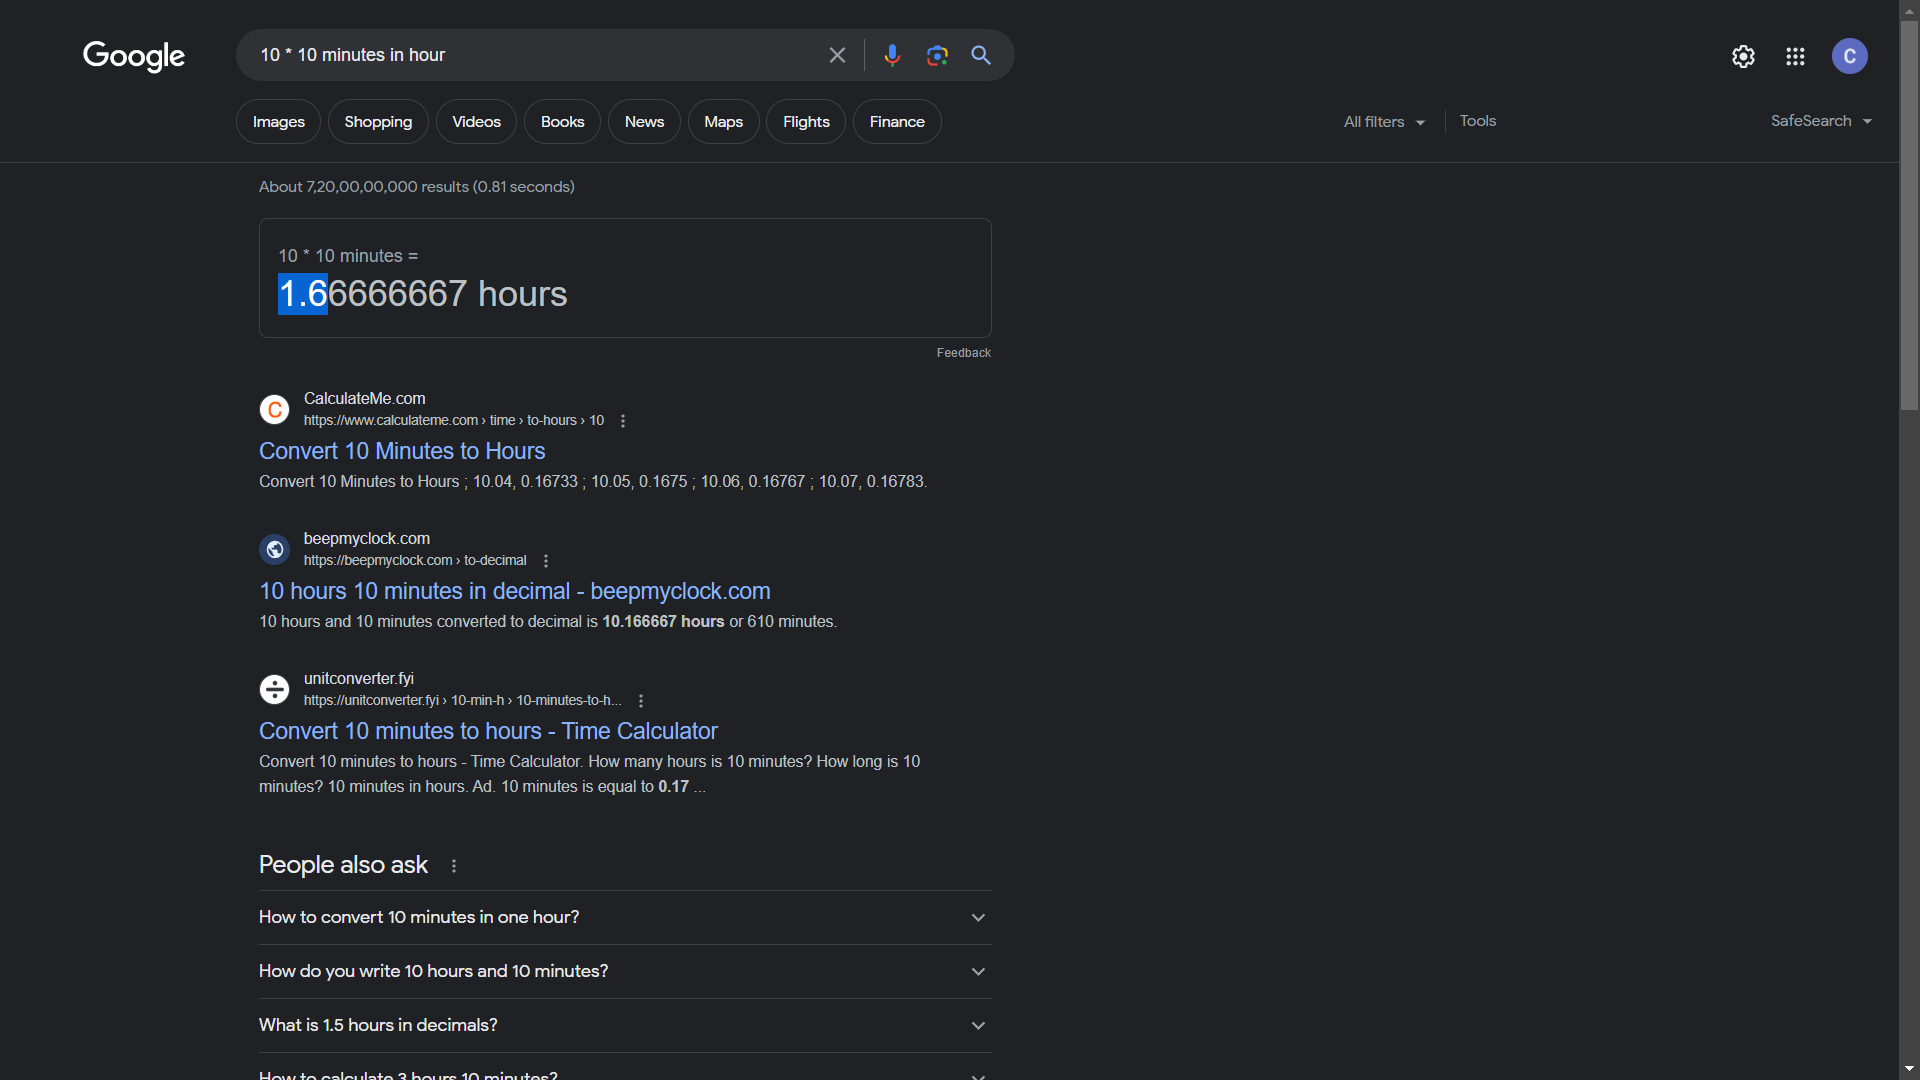 Google
10 * 10 minutes in hour
C
Images
Shopping
Videos
Books
News
Maps
Flights
Finance
All filters
Tools
SafeSearch
About 7,20,00,00,000 results (0.81 seconds)
10 * 10 minutes =
1.66666667 hours
Feedback
C
CalculateMe.com
https://www.calculateme.com › time › to-hours › 10
Convert 10 Minutes to Hours
Convert 10 Minutes to Hours ; 10.04, 0.16733 ; 10.05, 0.1675 ; 10.06, 0.16767 ; 10.07, 0.16783.
beepmyclock.com
https://beepmyclock.com › to-decimal
10 hours 10 minutes in decimal - beepmyclock.com
10 hours and 10 minutes converted to decimal is 10.166667 hours or 610 minutes.
unitconverter.fyi
https://unitconverter.fyi › 10-min-h › 10-minutes-to-h...
Convert 10 minutes to hours - Time Calculator
Convert 10 minutes to hours - Time Calculator. How many hours is 10 minutes? How long is 10
minutes? 10 minutes in hours. Ad. 10 minutes is equal to 0.17 ...
People also ask
How to convert 10 minutes in one hour?
How do you write 10 hours and 10 minutes?
What is 1.5 hours in decimals?
How to calculate 3 hours 10 minutes?